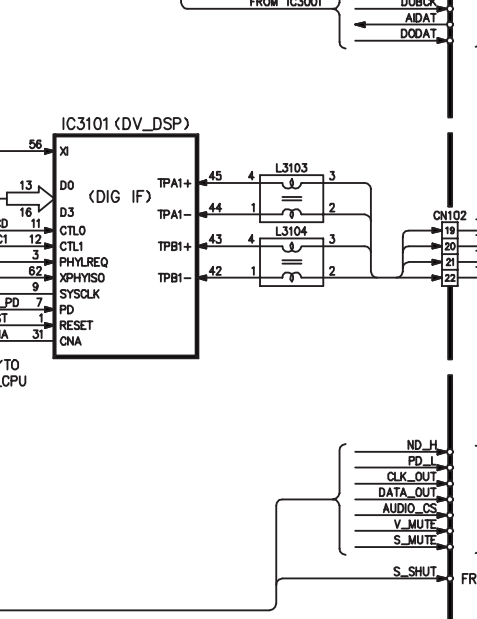 FROM IC3001
DOBCK
AIDAT
DODAT
IC3101 (DV_DSP)
56 XI
13 D0
(DIG IF)
16 D3
11 CTL0
12 CTL1
3 PHYLREQ
62 XPHYISO
9 SYSCLK
_PD 7 PD
1 RESET
31 CNA
TPA1+ 45 4 L3103 3
TPA1- 44 1 2
TPB1+ 43 4 L3104 3
TPB1- 42 1 2
CN102
19
20
21
22
/TO
_CPU
ND_H
PD_L
CLK_OUT
DATA_OUT
AUDIO_CS
V_MUTE
S_MUTE
S_SHUT
FR